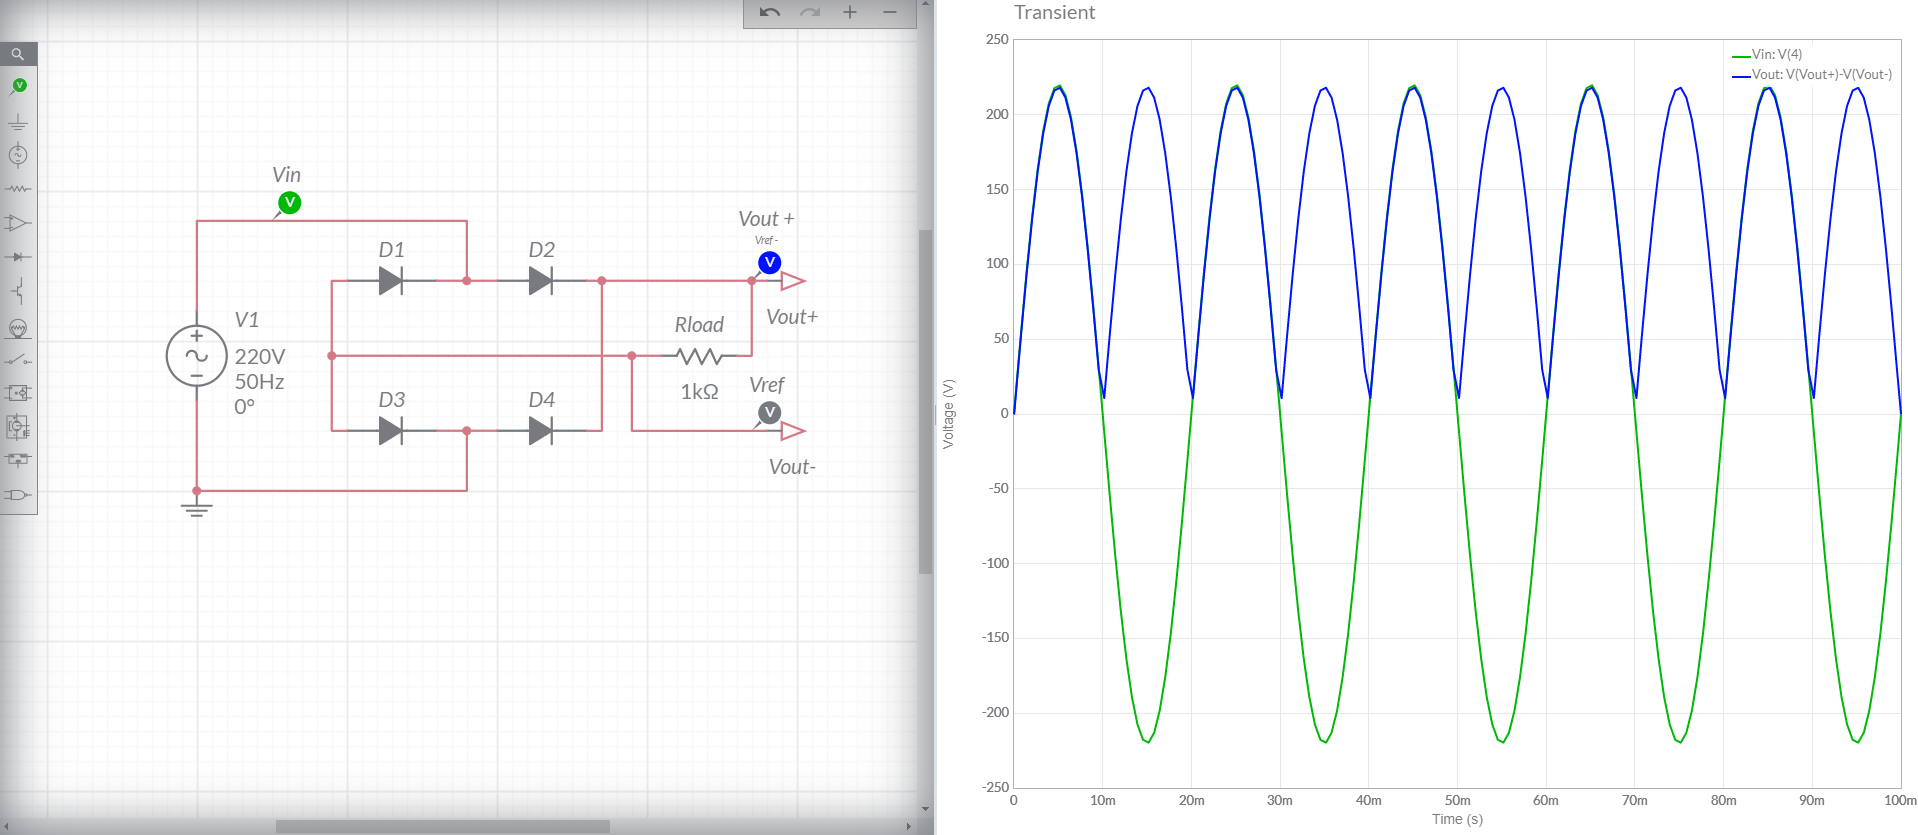 Vin
V
D1
D2
V1
220V
50Hz
0°
D3
D4
Vout +
Vref -
V
Vout+
Rload
1kΩ
Vref
V
Vout-
V
Transient
Vin: V(4)
Vout: V(Vout+)-V(Vout-)
250
200
150
100
50
0
-50
-100
-150
-200
-250
Voltage (V)
0 10m 20m 30m 40m 50m 60m 70m 80m 90m 100m
Time (s)